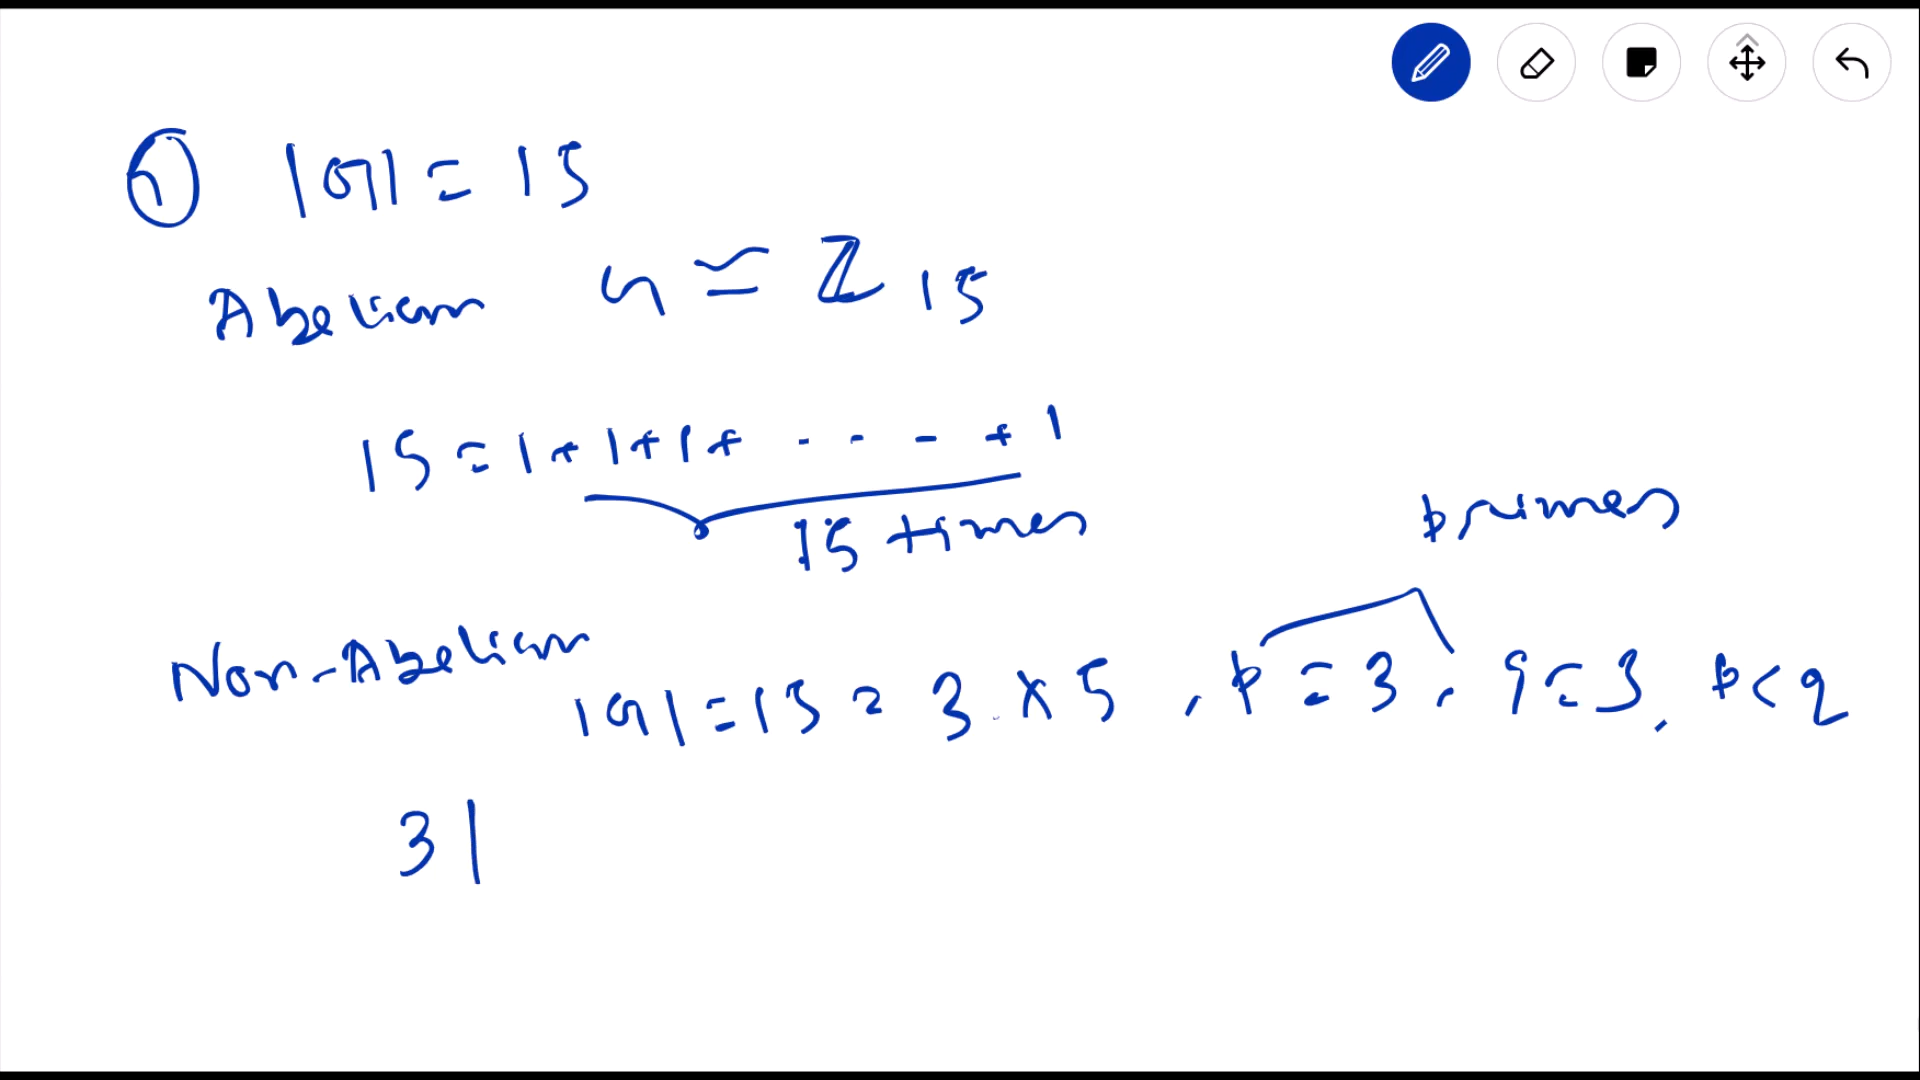 ① |G| = 15
Abelian G ≃ ℤ₁₅
15 = 1 + 1 + 1 + . - - - + 1
15 times
primes
Non-Abelian
|G| = 15 = 3 × 5 , p = 3 , q = 3 , p < q
3 |